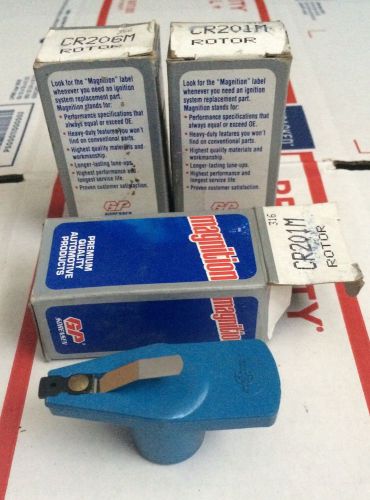 CR206M
ROTOR
Look for the "Magnition" label
whenever you need an ignition
system replacement part.
Magnition stands for:
• Performance specifications that
always equal or exceed OE.
• Heavy-duty features you won't
find on conventional parts.
• Highest quality materials and
workmanship.
• Longer-lasting tune-ups.
• Highest performance and
longest service life.
• Proven customer satisfaction.
GP
SORENSEN
CR201M
ROTOR
Look for the "Magnition" label
whenever you need an ignition
system replacement part.
Magnition stands for:
• Performance specifications that
always equal or exceed OE.
• Heavy-duty features you won't
find on conventional parts.
• Highest quality materials and
workmanship.
• Longer-lasting tune-ups.
• Highest performance and
longest service life.
• Proven customer satisfaction.
GP
SORENSEN
PREMIUM
QUALITY
AUTOMOTIVE
PRODUCTS
GP
SORENSEN
magnition
magnition
316
CR201M
ROTOR